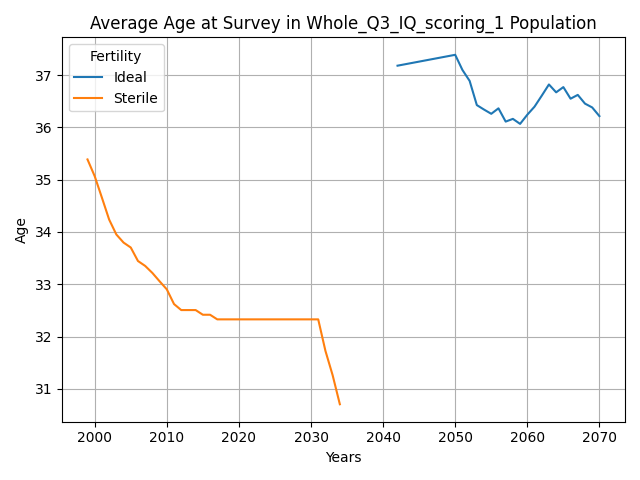 Average Age at Survey in Whole_Q3_IQ_scoring_1 Population
Fertility
Ideal
Sterile
37
36
35
34
33
32
31
Age
2000 2010 2020 2030 2040 2050 2060 2070
Years